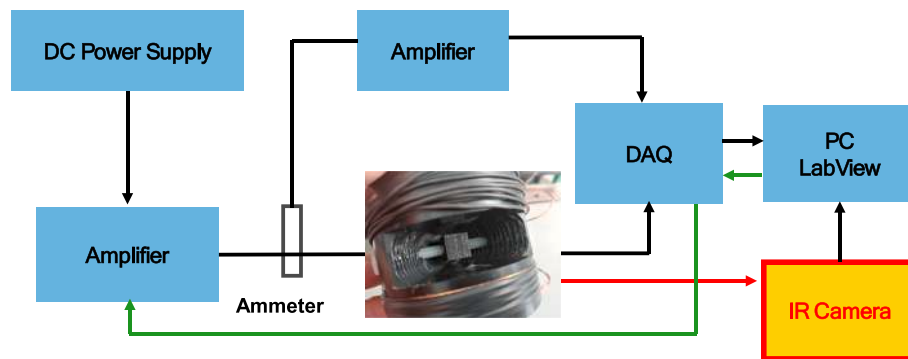 DC Power Supply
Amplifier
DAQ
PC
LabView
Amplifier
Ammeter
IR Camera